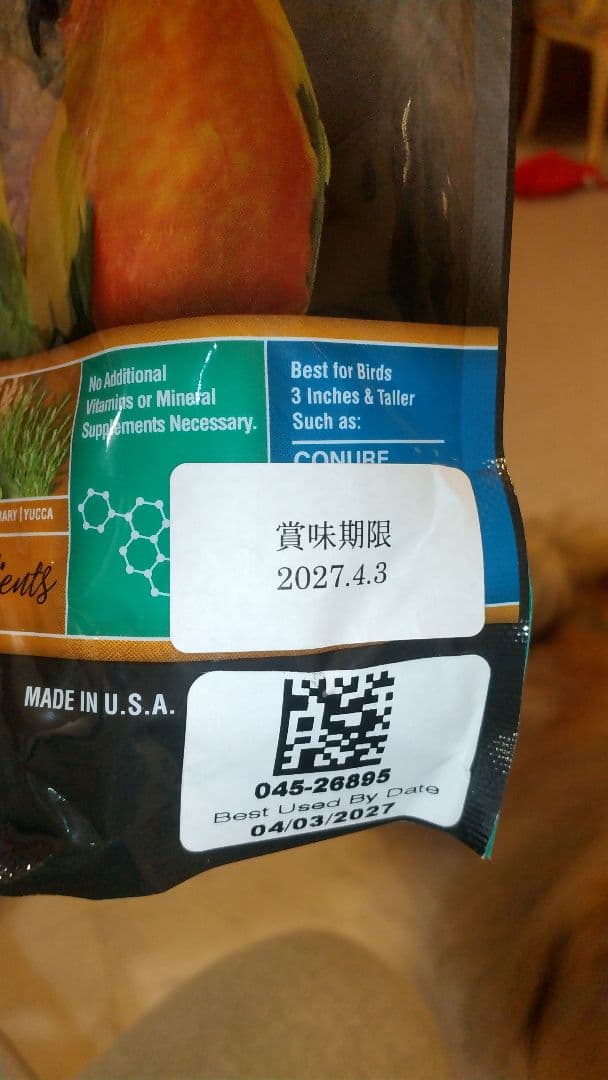 No Additional
Vitamins or Mineral
Supplements Necessary.
Best for Birds
3 Inches & Taller
Such as:
CONURE
YUCCA
賞味期限
2027.4.3
MADE IN U.S.A.
045-26895
Best Used By Date
04/03/2027